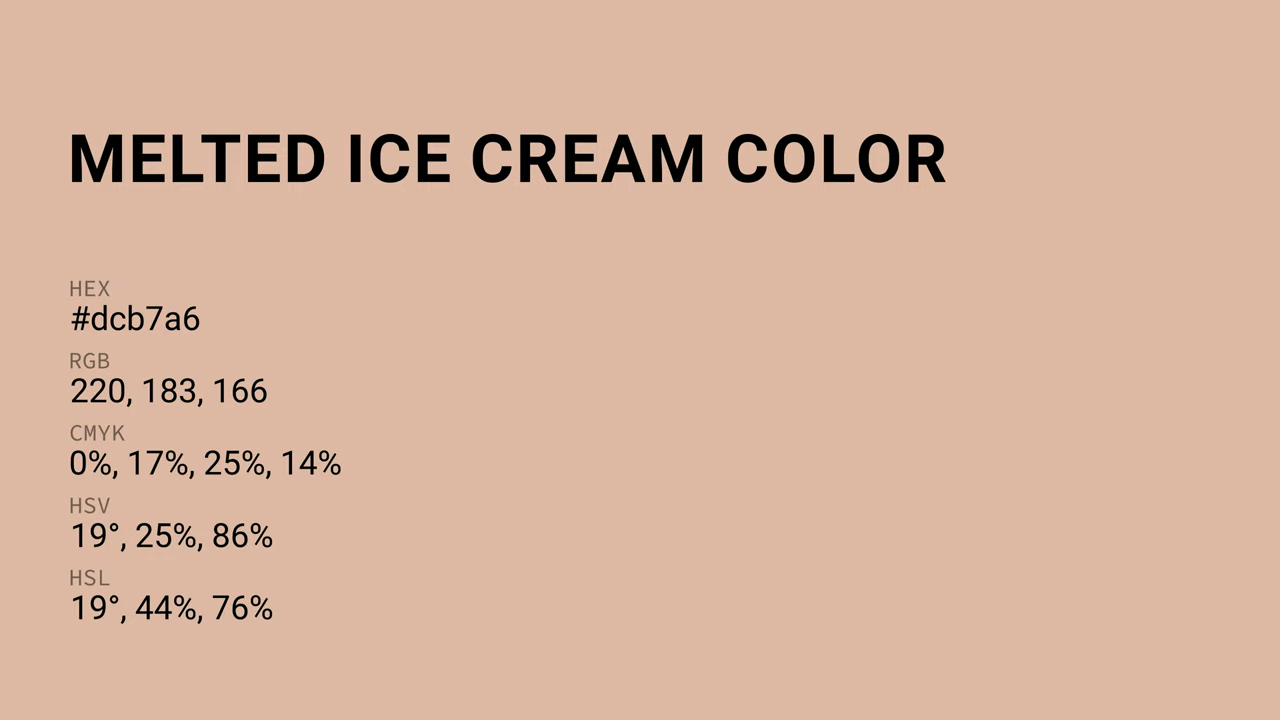 MELTED ICE CREAM COLOR
HEX
#dcb7a6
RGB
220, 183, 166
CMYK
0%, 17%, 25%, 14%
HSV
19°, 25%, 86%
HSL
19°, 44%, 76%